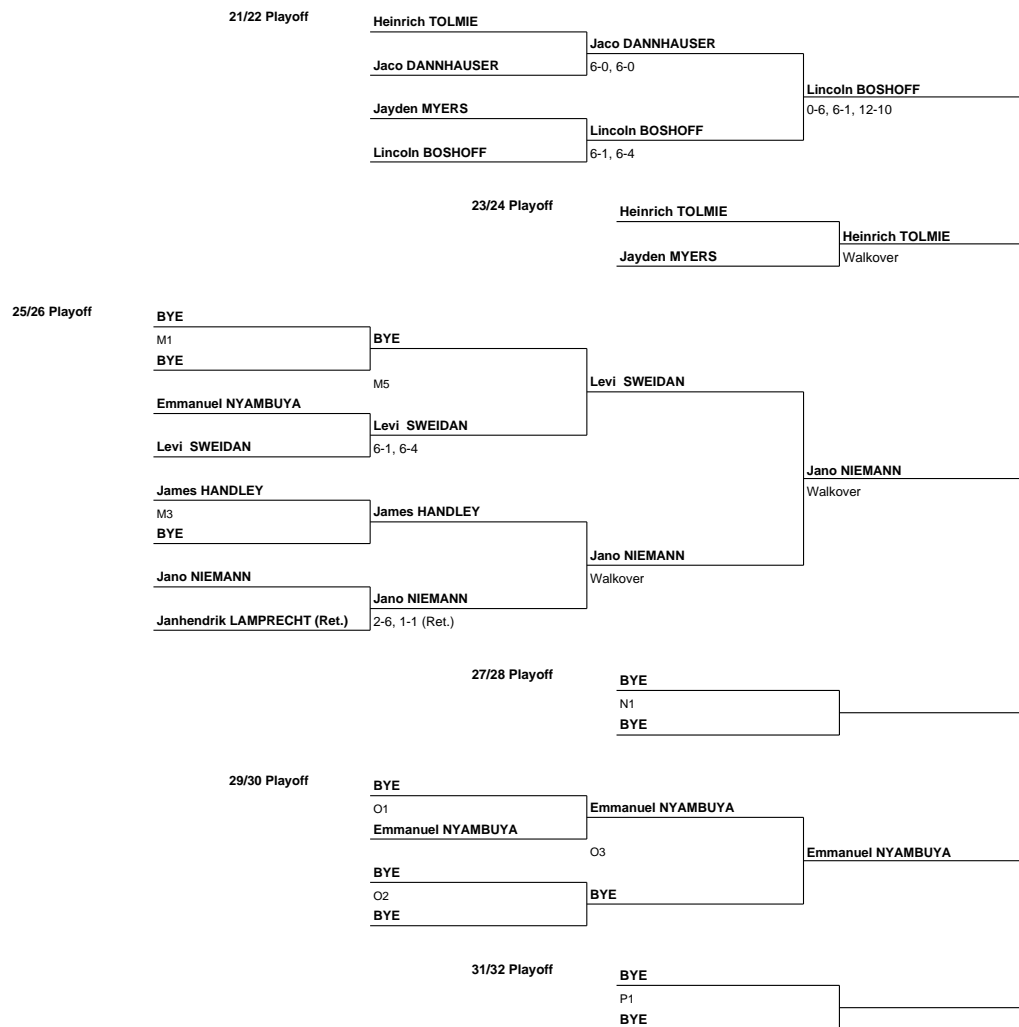 21/22 Playoff
Heinrich TOLMIE
Jaco DANNHAUSER
Jaco DANNHAUSER
6-0, 6-0
Lincoln BOSHOFF
0-6, 6-1, 12-10
Jayden MYERS
Lincoln BOSHOFF
Lincoln BOSHOFF
6-1, 6-4
23/24 Playoff
Heinrich TOLMIE
Heinrich TOLMIE
Jayden MYERS
Walkover
25/26 Playoff
BYE
M1
BYE
BYE
M5
Levi  SWEIDAN
Emmanuel NYAMBUYA
Levi  SWEIDAN
Levi  SWEIDAN
6-1, 6-4
Jano NIEMANN
Walkover
James HANDLEY
M3
James HANDLEY
BYE
Jano NIEMANN
Walkover
Jano NIEMANN
Jano NIEMANN
Janhendrik LAMPRECHT (Ret.)
2-6, 1-1 (Ret.)
27/28 Playoff
BYE
N1
BYE
29/30 Playoff
BYE
O1
Emmanuel NYAMBUYA
Emmanuel NYAMBUYA
O3
Emmanuel NYAMBUYA
BYE
O2
BYE
BYE
31/32 Playoff
BYE
P1
BYE